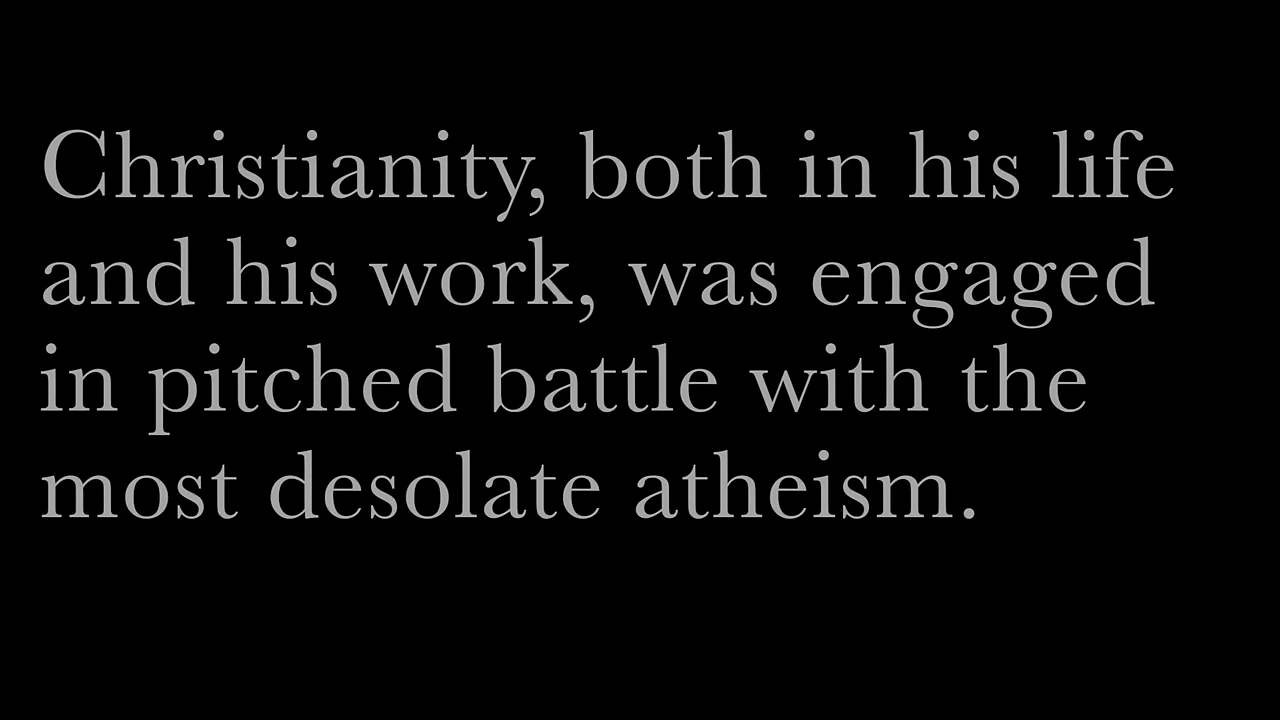 Christianity, both in his life
and his work, was engaged
in pitched battle with the
most desolate atheism.